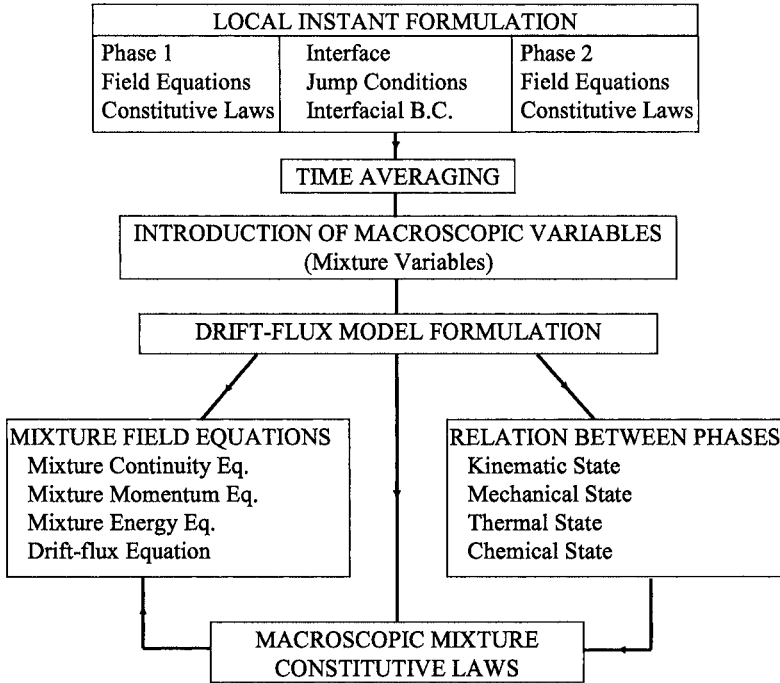 LOCAL INSTANT FORMULATION
Phase 1
Field Equations
Constitutive Laws
Interface
Jump Conditions
Interfacial B.C.
Phase 2
Field Equations
Constitutive Laws
TIME AVERAGING
INTRODUCTION OF MACROSCOPIC VARIABLES
(Mixture Variables)
DRIFT-FLUX MODEL FORMULATION
MIXTURE FIELD EQUATIONS
Mixture Continuity Eq.
Mixture Momentum Eq.
Mixture Energy Eq.
Drift-flux Equation
RELATION BETWEEN PHASES
Kinematic State
Mechanical State
Thermal State
Chemical State
MACROSCOPIC MIXTURE
CONSTITUTIVE LAWS